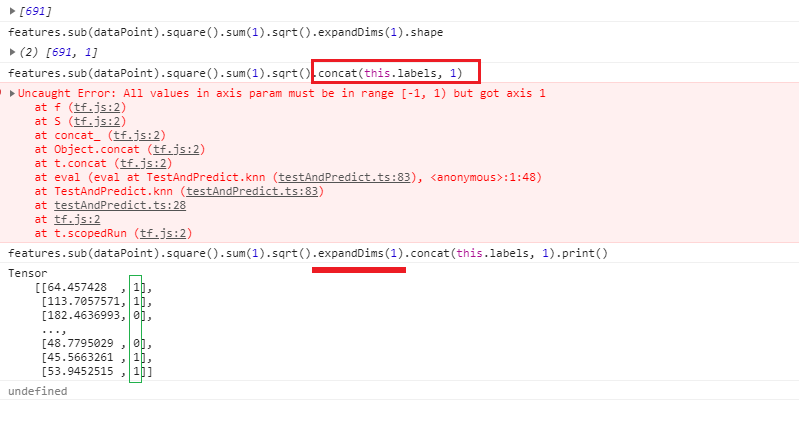 [691]
features.sub(dataPoint).square().sum(1).sqrt().expandDims(1).shape
(2) [691, 1]
features.sub(dataPoint).square().sum(1).sqrt().concat(this.labels, 1)
Uncaught Error: All values in axis param must be in range [-1, 1) but got axis 1
at f (tf.js:2)
at S (tf.js:2)
at concat_ (tf.js:2)
at Object.concat (tf.js:2)
at t.concat (tf.js:2)
at eval (eval at TestAndPredict.knn (testAndPredict.ts:83), <anonymous>:1:48)
at TestAndPredict.knn (testAndPredict.ts:83)
at testAndPredict.ts:28
at tf.js:2
at t.scopedRun (tf.js:2)
features.sub(dataPoint).square().sum(1).sqrt().expandDims(1).concat(this.labels, 1).print()
Tensor
[[64.457428 , 1],
[113.7057571, 1],
[182.4636993, 0],
...,
[48.7795029 , 0],
[45.5663261 , 1],
[53.9452515 , 1]]
undefined